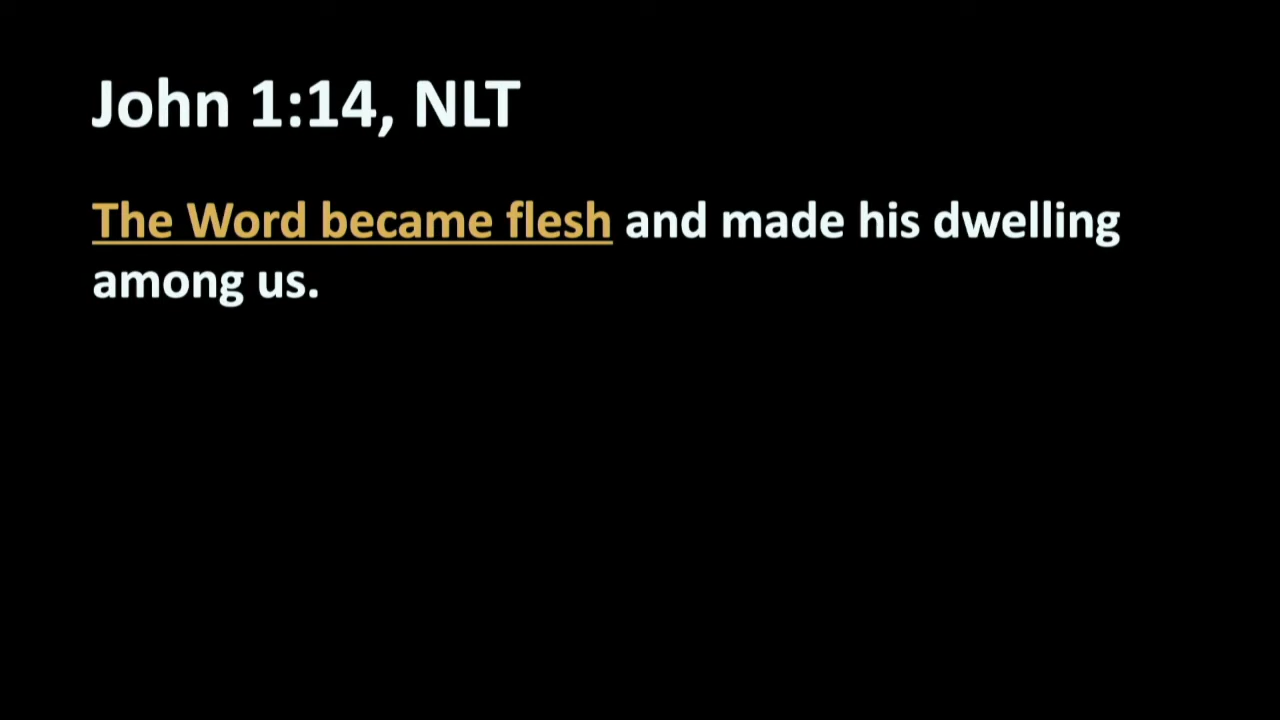 John 1:14, NLT
The Word became flesh and made his dwelling
among us.